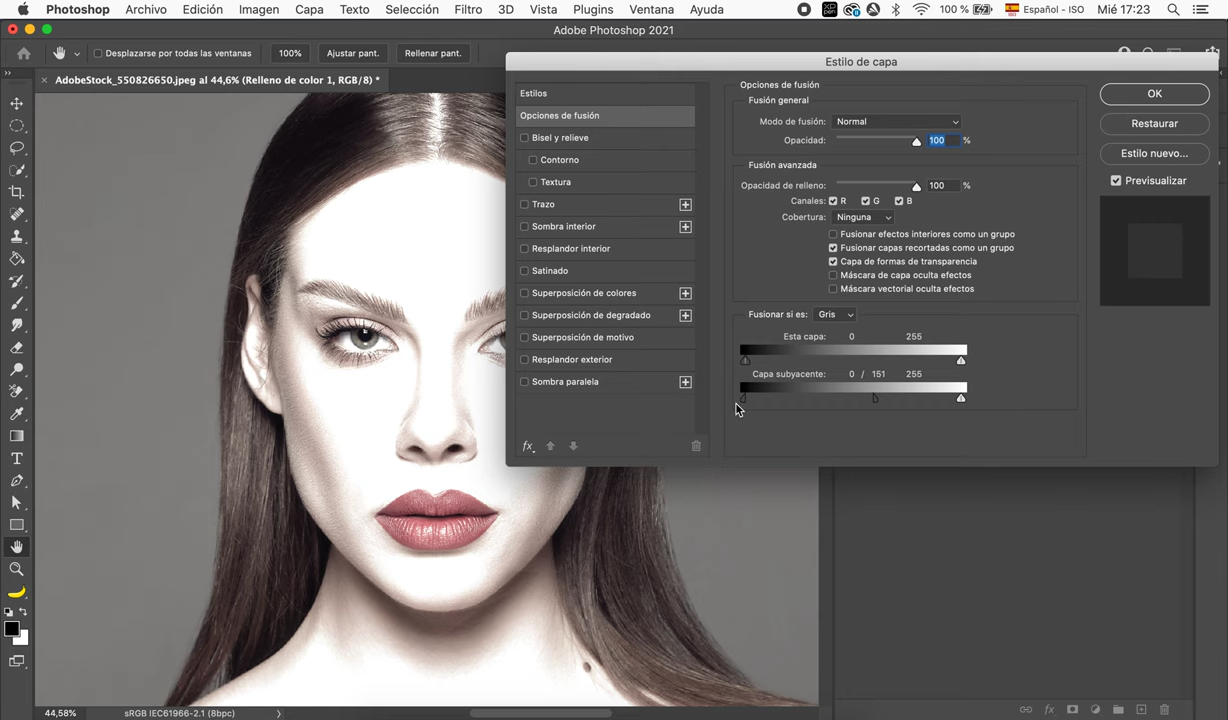 Photoshop Archivo Edición Imagen Capa Texto Selección Filtro 3D Vista Plugins Ventana Ayuda 100 % Español - ISO Mié 17:23
Adobe Photoshop 2021
Desplazarse por todas las ventanas 100% Ajustar pant. Rellenar pant.
AdobeStock_550826650.jpeg al 44,6% (Relleno de color 1, RGB/8) *
Estilo de capa
Estilos
Opciones de fusión
Bisel y relieve
Contorno
Textura
Trazo
Sombra interior
Resplandor interior
Satinado
Superposición de colores
Superposición de degradado
Superposición de motivo
Resplandor exterior
Sombra paralela
fx
Opciones de fusión
Fusión general
Modo de fusión: Normal
Opacidad: 100 %
Fusión avanzada
Opacidad de relleno: 100 %
Canales: R G B
Cobertura: Ninguna
Fusionar efectos interiores como un grupo
Fusionar capas recortadas como un grupo
Capa de formas de transparencia
Máscara de capa oculta efectos
Máscara vectorial oculta efectos
Fusionar si es: Gris
Esta capa: 0 255
Capa subyacente: 0 / 151 255
OK
Restaurar
Estilo nuevo...
Previsualizar
44,58% sRGB IEC61966-2.1 (8bpc)
fx